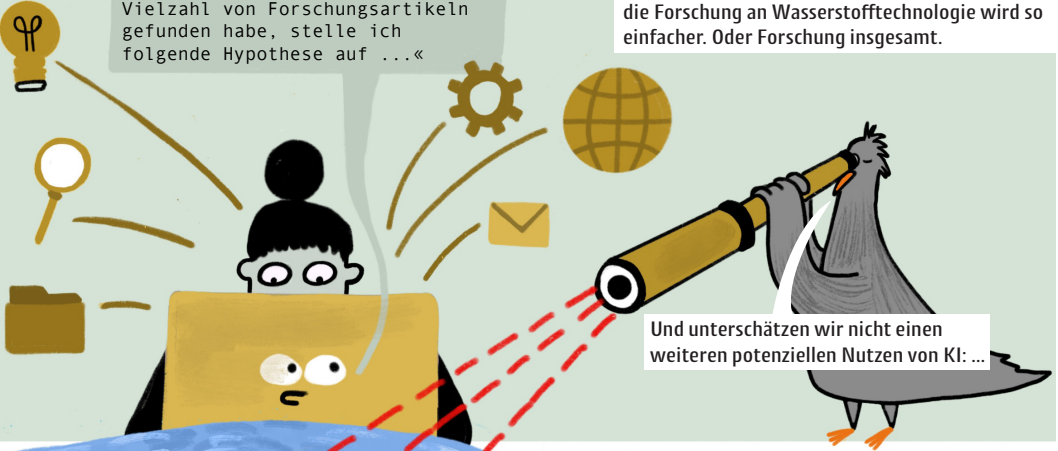 Vielzahl von Forschungsartikeln
gefunden habe, stelle ich
folgende Hypothese auf ...«
die Forschung an Wasserstofftechnologie wird so
einfacher. Oder Forschung insgesamt.
Und unterschätzen wir nicht einen
weiteren potenziellen Nutzen von KI: ...